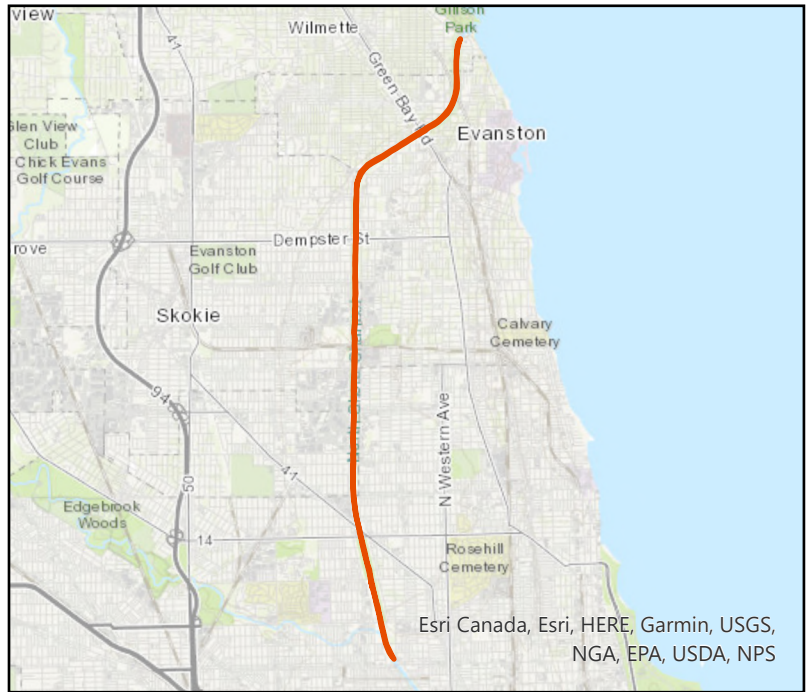 view
Gillson
Park
Wilmette
41
Green Bay Rd
Glen View
Club
Chick Evans
Golf Course
Evanston
Dempster St
rove
Evanston
Golf Club
Skokie
Calvary
Cemetery
94
N Western Ave
41
50
Edgebrook
Woods
14
Rosehill
Cemetery
Esri Canada, Esri, HERE, Garmin, USGS,
NGA, EPA, USDA, NPS